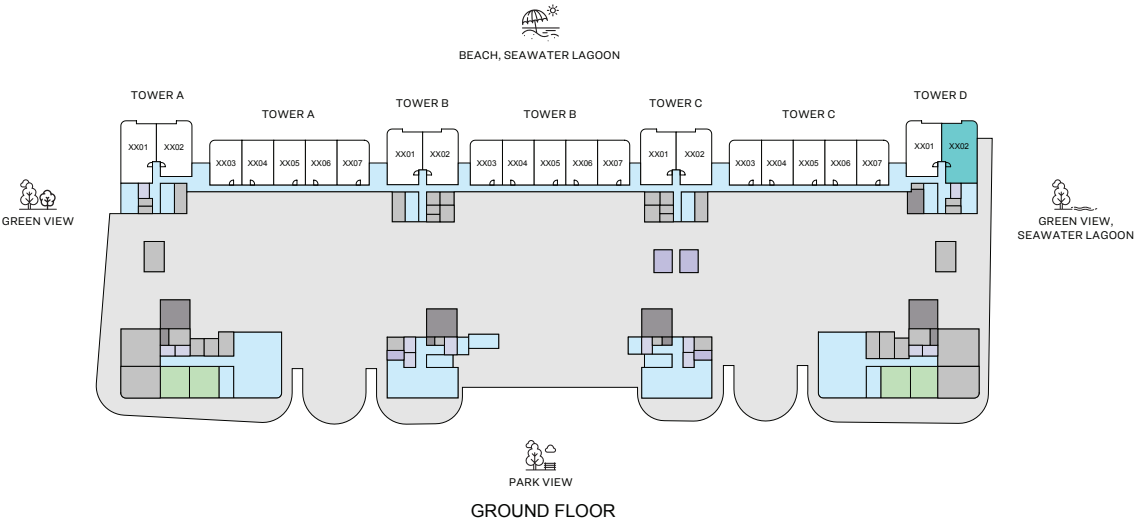 BEACH, SEAWATER LAGOON
TOWER A
TOWER A
TOWER B
TOWER B
TOWER C
TOWER C
TOWER D
XX01 XX02
XX03 XX04 XX05 XX06 XX07
XX01 XX02
XX03 XX04 XX05 XX06 XX07
XX01 XX02
XX03 XX04 XX05 XX06 XX07
XX01 XX02
GREEN VIEW
GREEN VIEW,
SEAWATER LAGOON
PARK VIEW
GROUND FLOOR